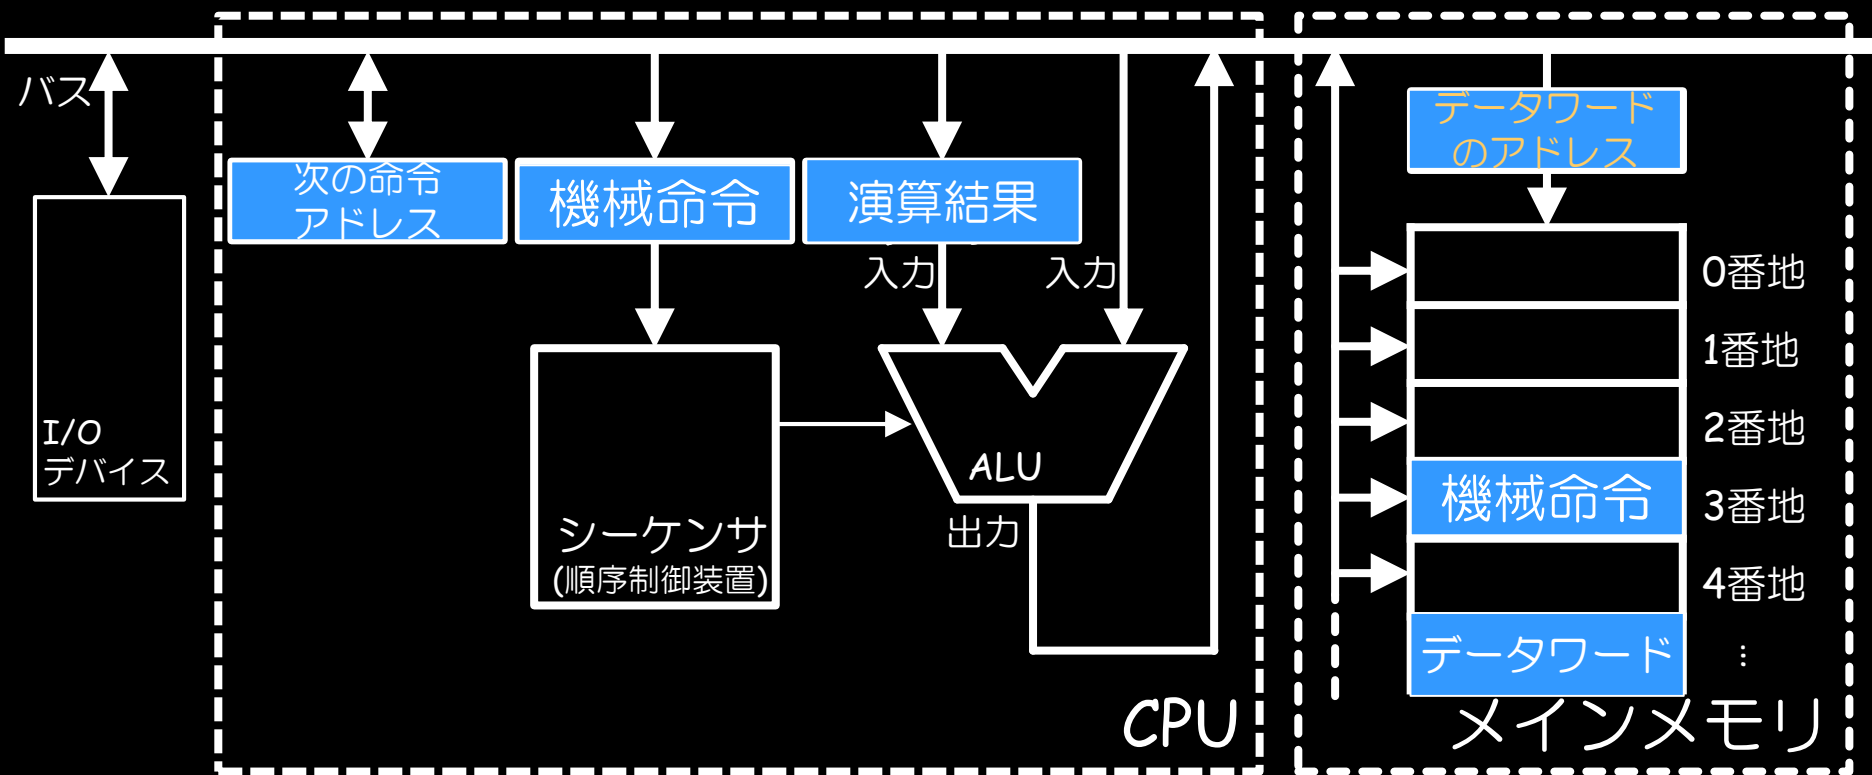 バス
データワード
のアドレス
次の命令
アドレス
機械命令
演算結果
入力
入力
0番地
1番地
2番地
機械命令
3番地
4番地
データワード
⋮
I/O
デバイス
ALU
出力
シーケンサ
(順序制御装置)
CPU
メインメモリ